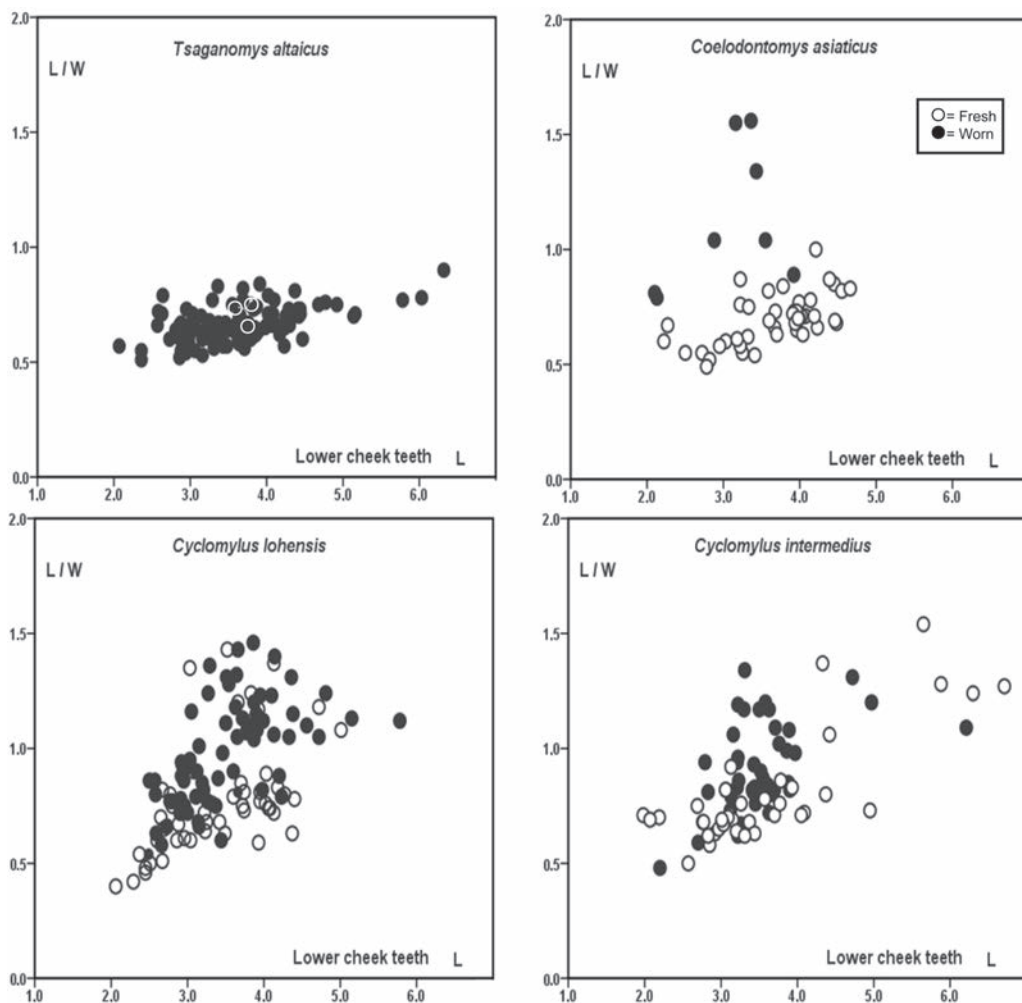 2.0
Tsaganomys altaicus
L / W
1.5
1.0
0.5
Lower cheek teeth L
0.0
1.0 2.0 3.0 4.0 5.0 6.0
2.0
Coelodontomys asiaticus
L / W
= Fresh
= Worn
1.5
1.0
0.5
Lower cheek teeth L
0.0
1.0 2.0 3.0 4.0 5.0 6.0
2.0
Cyclomylus lohensis
L / W
1.5
1.0
0.5
Lower cheek teeth L
0.0
1.0 2.0 3.0 4.0 5.0 6.0
2.0
Cyclomylus intermedius
L / W
1.5
1.0
0.5
Lower cheek teeth L
0.0
1.0 2.0 3.0 4.0 5.0 6.0